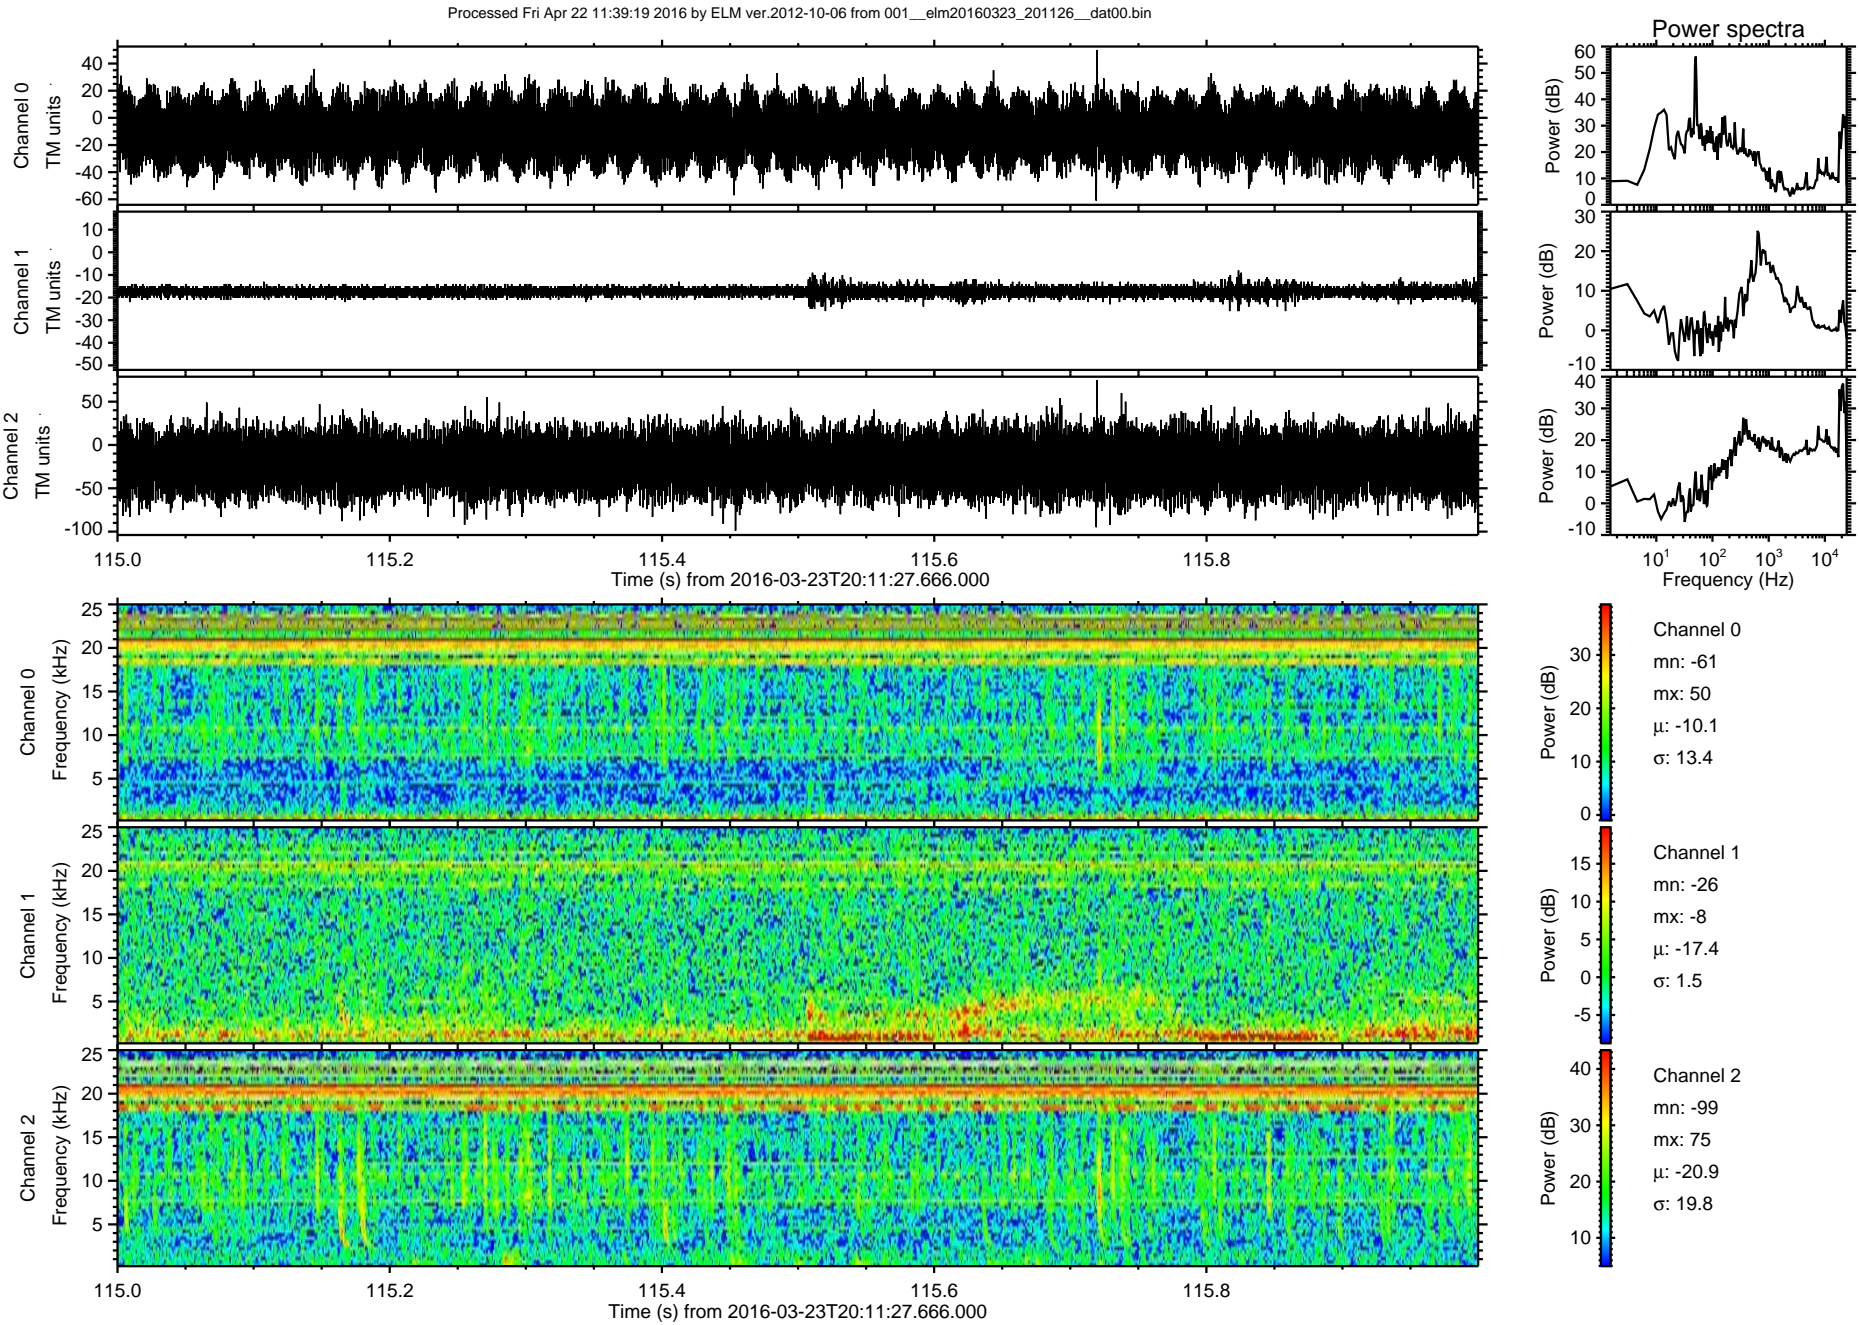 Processed Fri Apr 22 11:39:19 2016 by ELM ver.2012-10-06 from 001__elm20160323_201126__dat00.bin
Power spectra
Channel 0
TM units
40
20
0
-20
-40
-60
Power (dB)
60
50
40
30
20
10
0
Channel 1
TM units
10
0
-10
-20
-30
-40
-50
Power (dB)
30
20
10
0
-10
Channel 2
TM units
50
0
-50
-100
Power (dB)
40
30
20
10
0
-10
115.0 115.2 115.4 115.6 115.8
Time (s) from 2016-03-23T20:11:27.666.000
10¹ 10² 10³ 10⁴
Frequency (Hz)
Channel 0
Frequency (kHz)
25
20
15
10
5
Power (dB)
30
20
10
0
Channel 0
mn: -61
mx: 50
μ: -10.1
σ: 13.4
Channel 1
Frequency (kHz)
25
20
15
10
5
Power (dB)
15
10
5
0
-5
Channel 1
mn: -26
mx: -8
μ: -17.4
σ: 1.5
Channel 2
Frequency (kHz)
25
20
15
10
5
Power (dB)
40
30
20
10
Channel 2
mn: -99
mx: 75
μ: -20.9
σ: 19.8
115.0 115.2 115.4 115.6 115.8
Time (s) from 2016-03-23T20:11:27.666.000